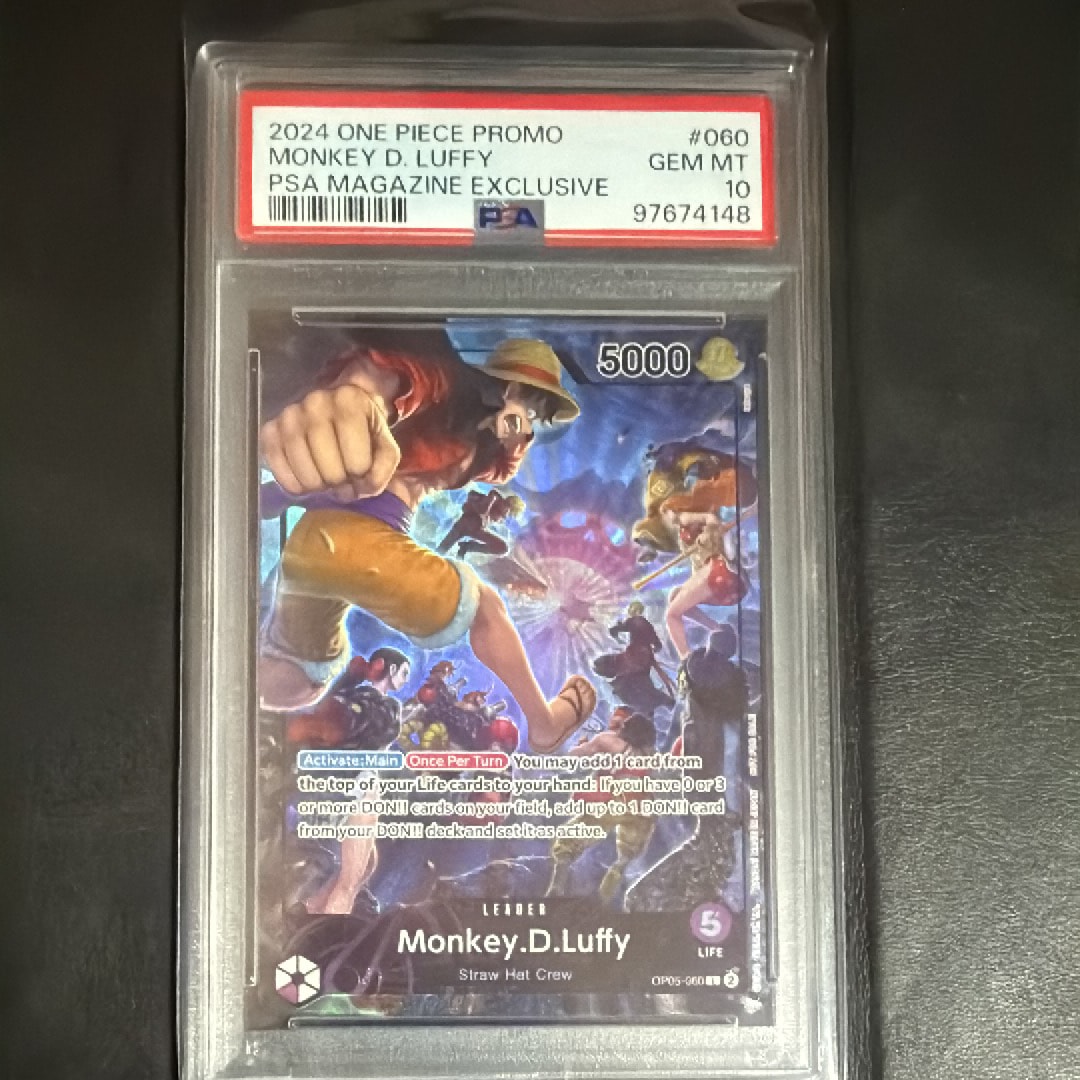 2024 ONE PIECE PROMO #060
MONKEY D. LUFFY GEM MT
PSA MAGAZINE EXCLUSIVE 10
PSA 97674148
5000
Activate:Main Once Per Turn You may add 1 card from
the top of your Life cards to your hand: If you have 0 or 3
or more DON!! cards on your field, add up to 1 DON!! card
from your DON!! deck and set it as active.
LEADER
5
Monkey.D.Luffy
LIFE
Straw Hat Crew
OP05-060 L 2